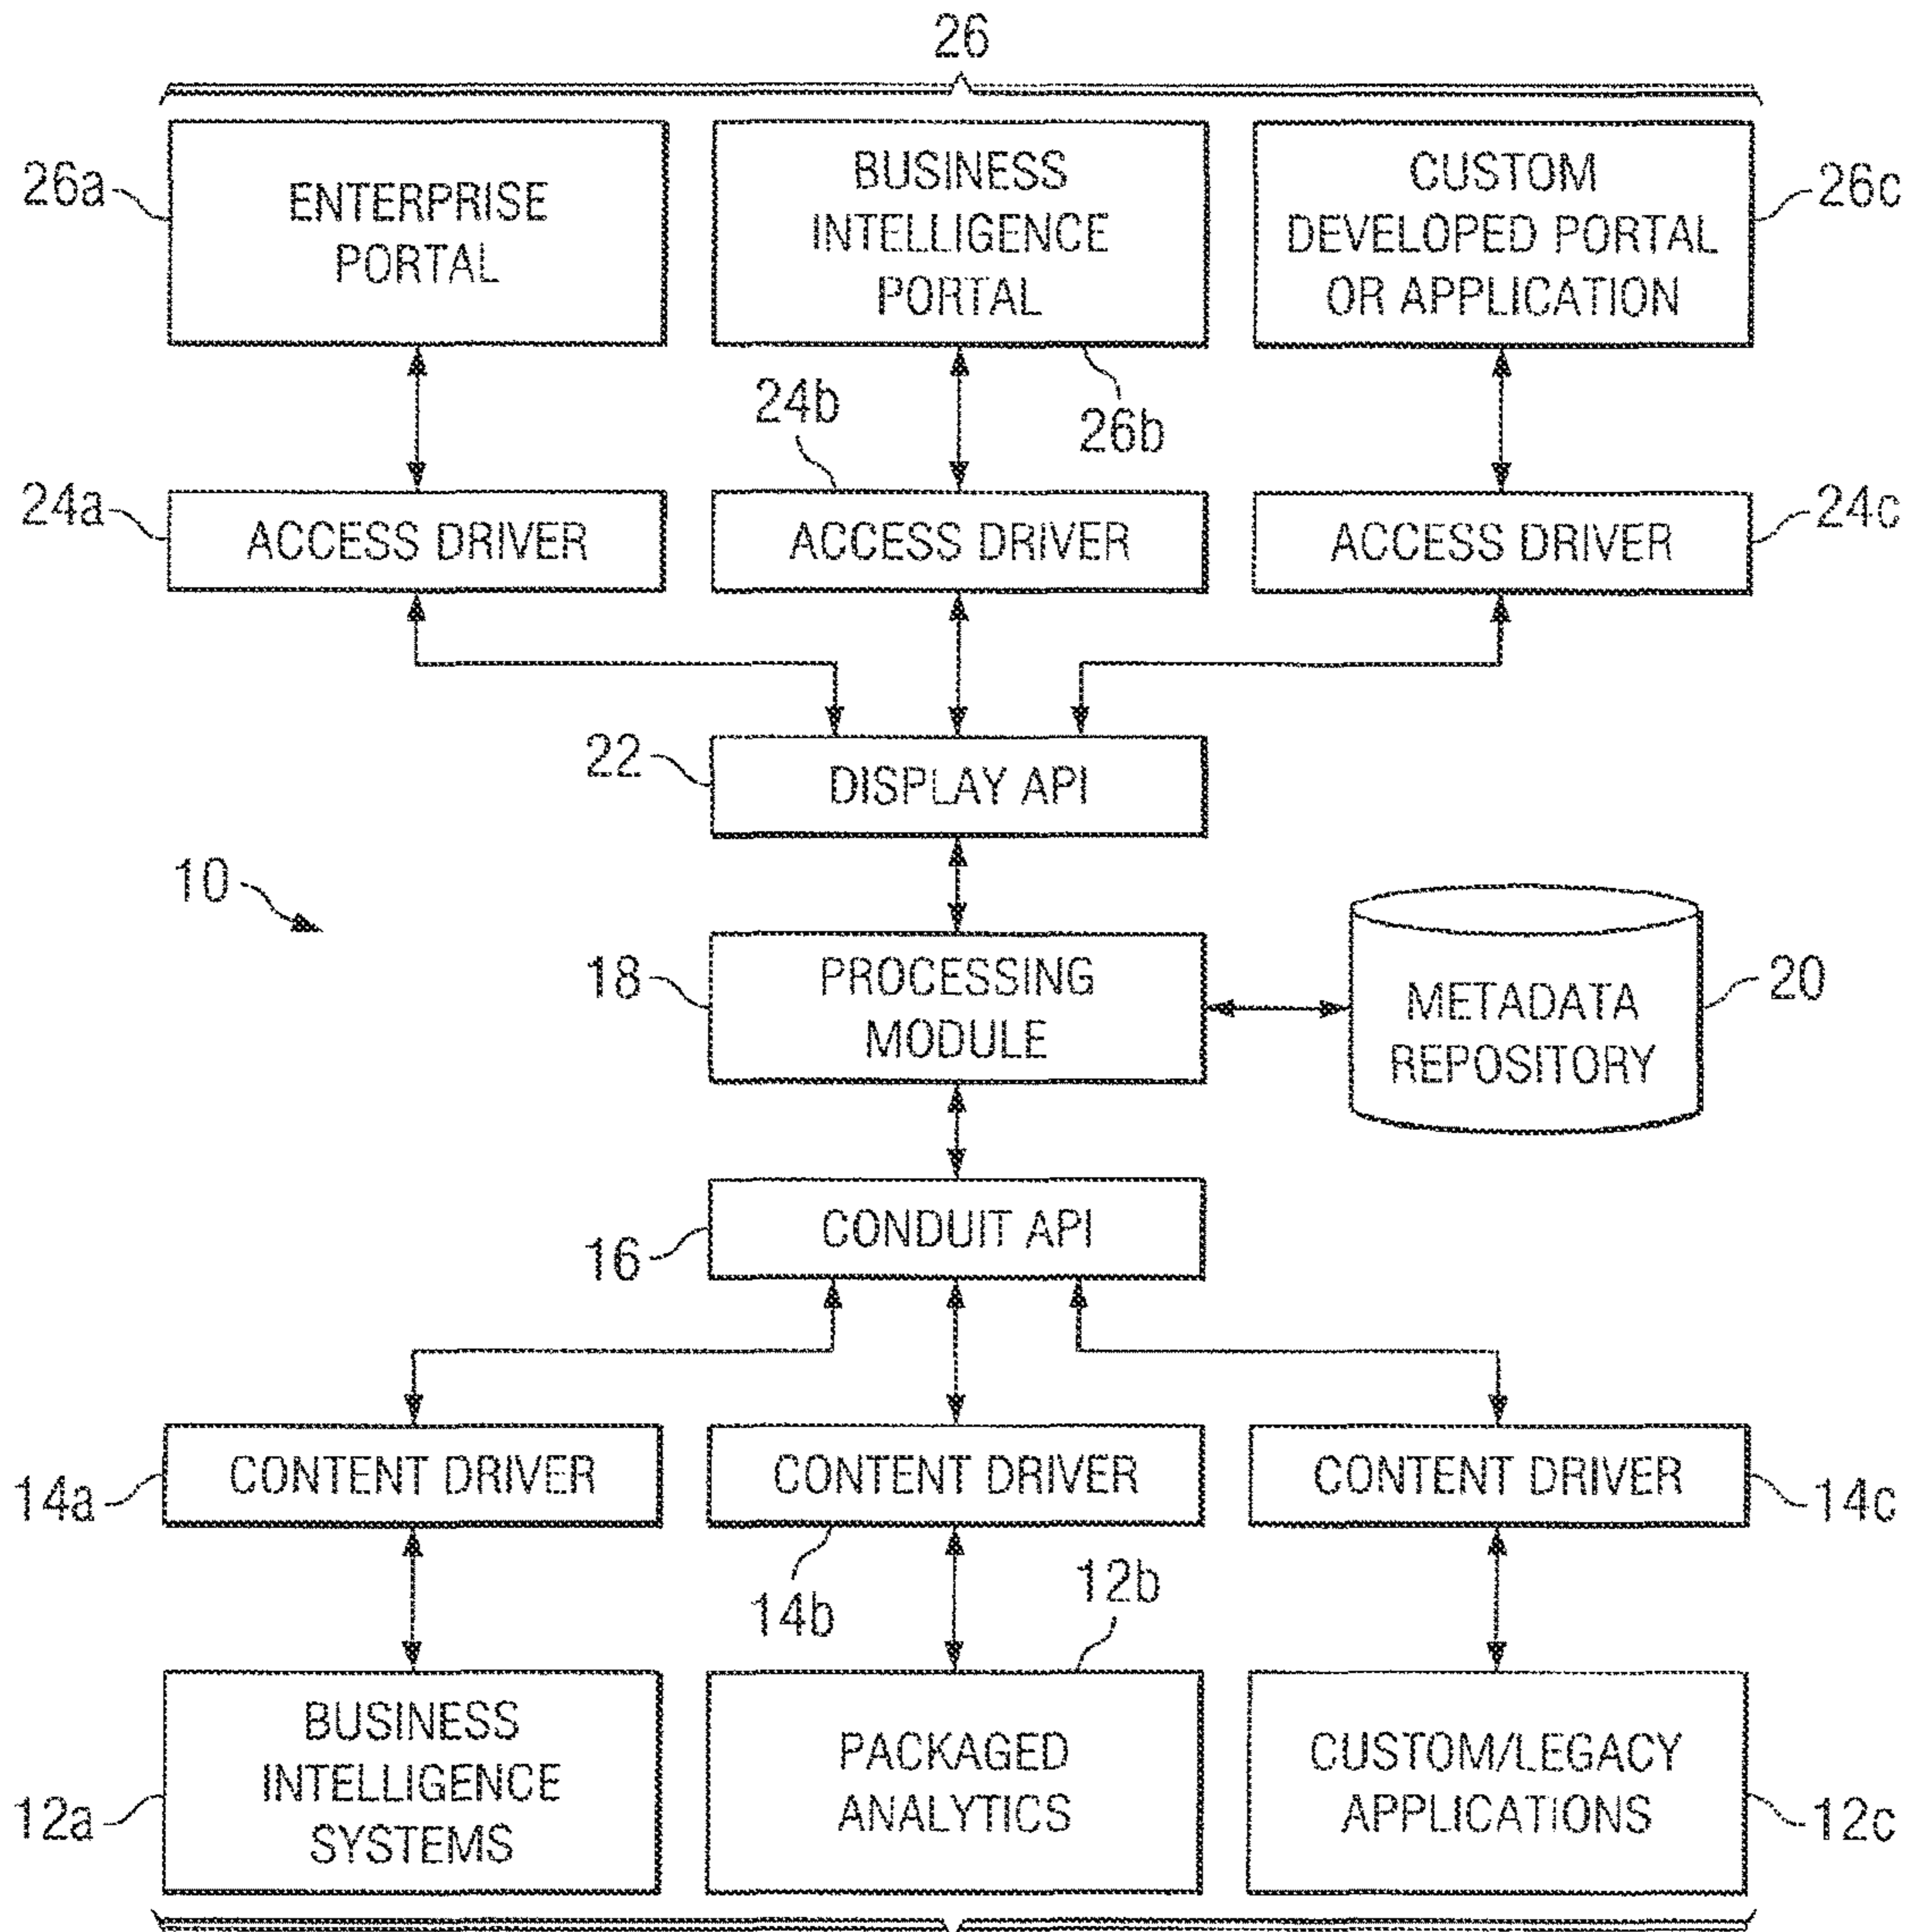 26
26a
ENTERPRISE
PORTAL
BUSINESS
INTELLIGENCE
PORTAL
CUSTOM
DEVELOPED PORTAL
OR APPLICATION
26c
24b
26b
24a
ACCESS DRIVER
ACCESS DRIVER
ACCESS DRIVER
24c
22
DISPLAY API
10
18
PROCESSING
MODULE
METADATA
REPOSITORY
20
16
CONDUIT API
14a
CONTENT DRIVER
CONTENT DRIVER
CONTENT DRIVER
14c
14b
12b
12a
BUSINESS
INTELLIGENCE
SYSTEMS
PACKAGED
ANALYTICS
CUSTOM/LEGACY
APPLICATIONS
12c